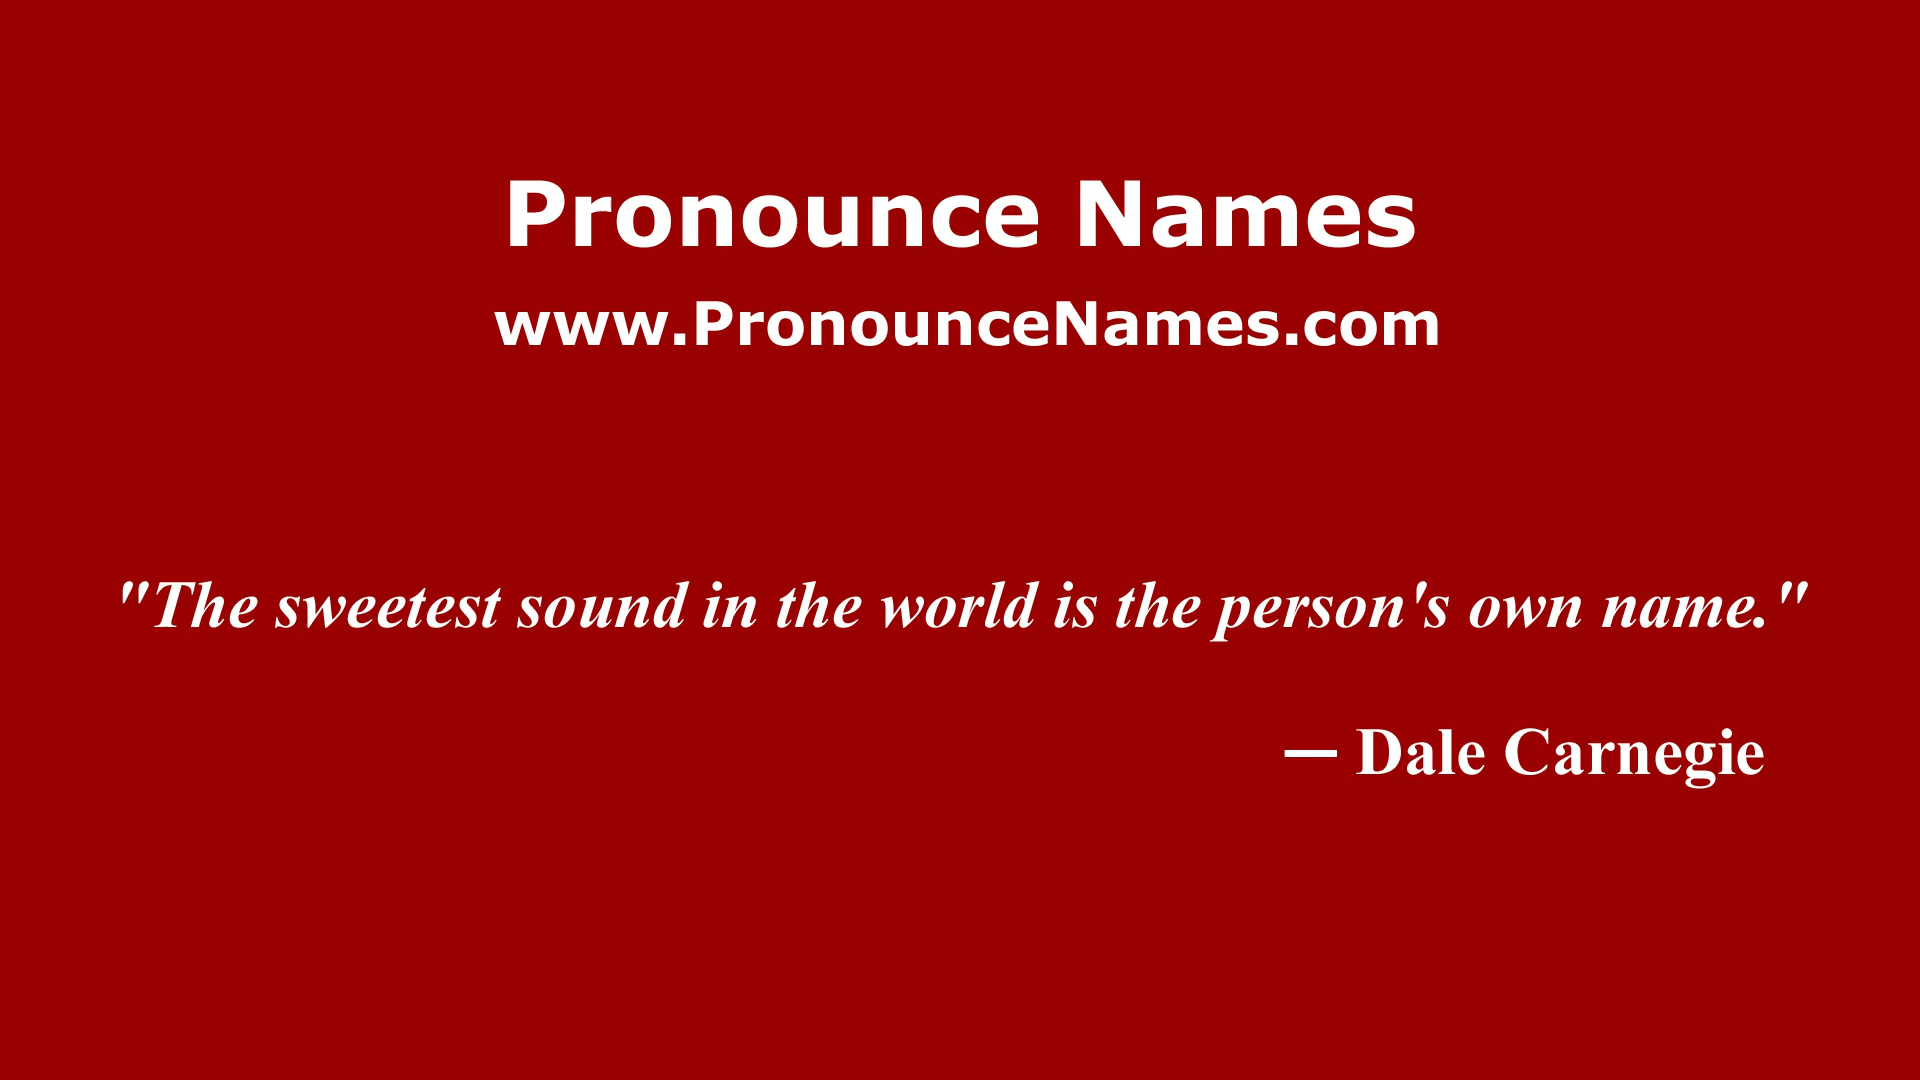 Pronounce Names
www.PronounceNames.com
"The sweetest sound in the world is the person's own name."
— Dale Carnegie